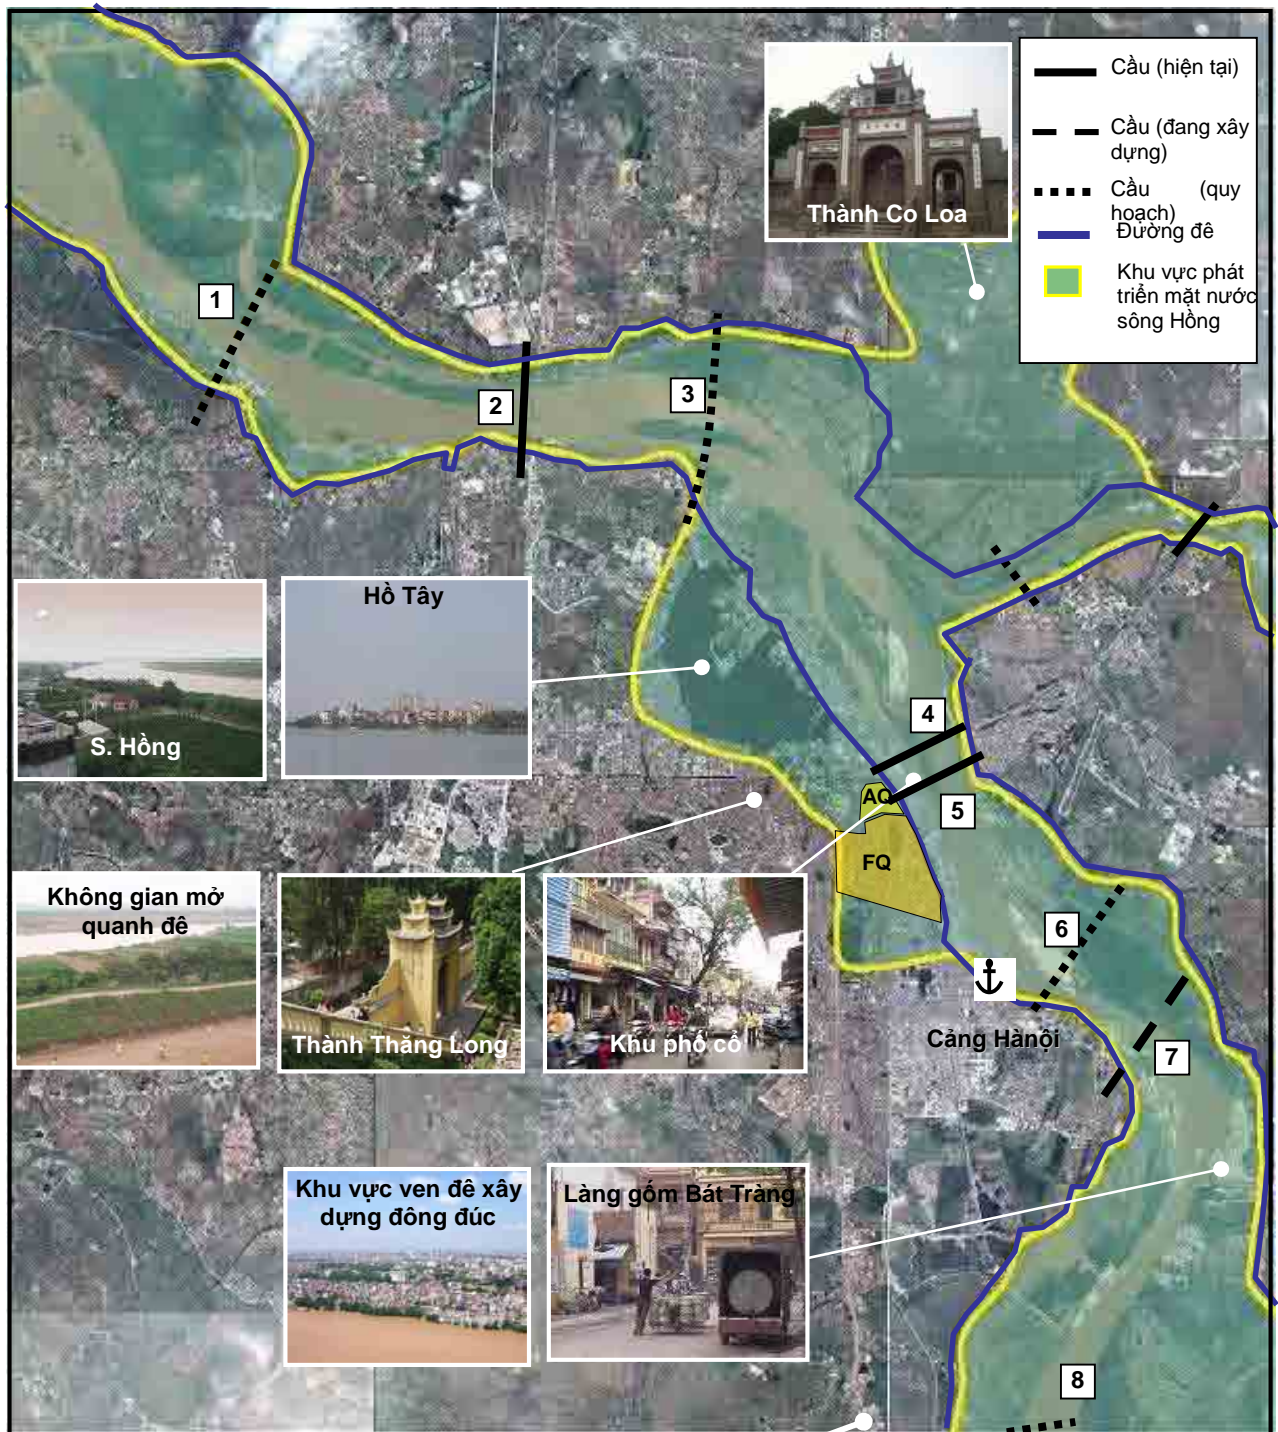 Cầu (hiện tại)
Cầu (đang xây
dựng)
Cầu (quy
hoạch)
Đường đê
Khu vực phát
triển mặt nước
sông Hồng
Thành Co Loa
1
2
3
Hồ Tây
S. Hồng
4
5
AQ
FQ
Không gian mở
quanh đê
Thành Thăng Long
Khu phố cổ
6
Cảng Hànội
7
Khu vực ven đê xây
dựng đông đúc
Làng gốm Bát Tràng
8